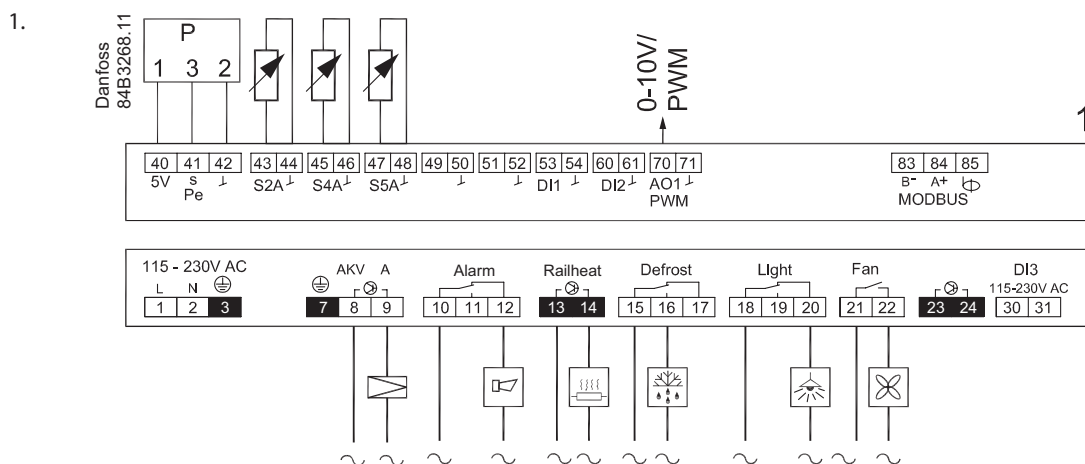 1.
Danfoss
84B3268.11
P
1 3 2
0-10V/
PWM
1
40 41 42 43 44 45 46 47 48 49 50 51 52 53 54 60 61 70 71 83 84 85
5V s ⊥ S2A ⊥ S4A ⊥ S5A ⊥ ⊥ ⊥ DI1 ⊥ DI2 ⊥ AO1 ⊥ B- A+
Pe PWM MODBUS
115 - 230V AC AKV A Alarm Railheat Defrost LIght Fan DI3
L N 115-230V AC
1 2 3 7 8 9 10 11 12 13 14 15 16 17 18 19 20 21 22 23 24 30 31